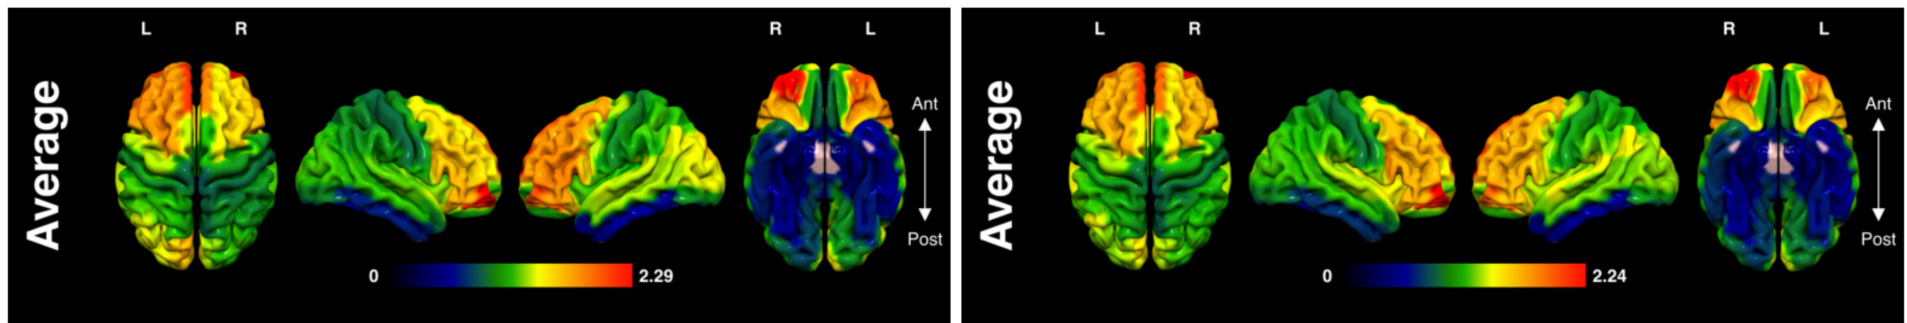 L R R L
Average
Ant
Post
0 2.29
L R R L
Average
Ant
Post
0 2.24